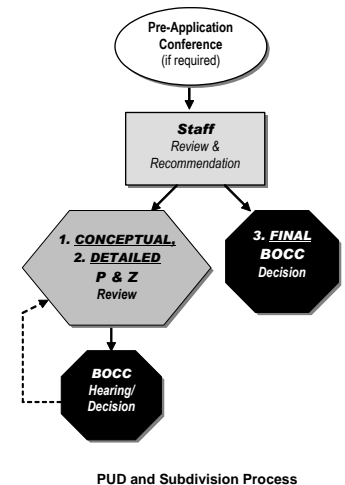 Pre-Application
Conference
(if required)
Staff
Review &
Recommendation
1. CONCEPTUAL,
2. DETAILED
P & Z
Review
3. FINAL
BOCC
Decision
BOCC
Hearing/
Decision
PUD and Subdivision Process